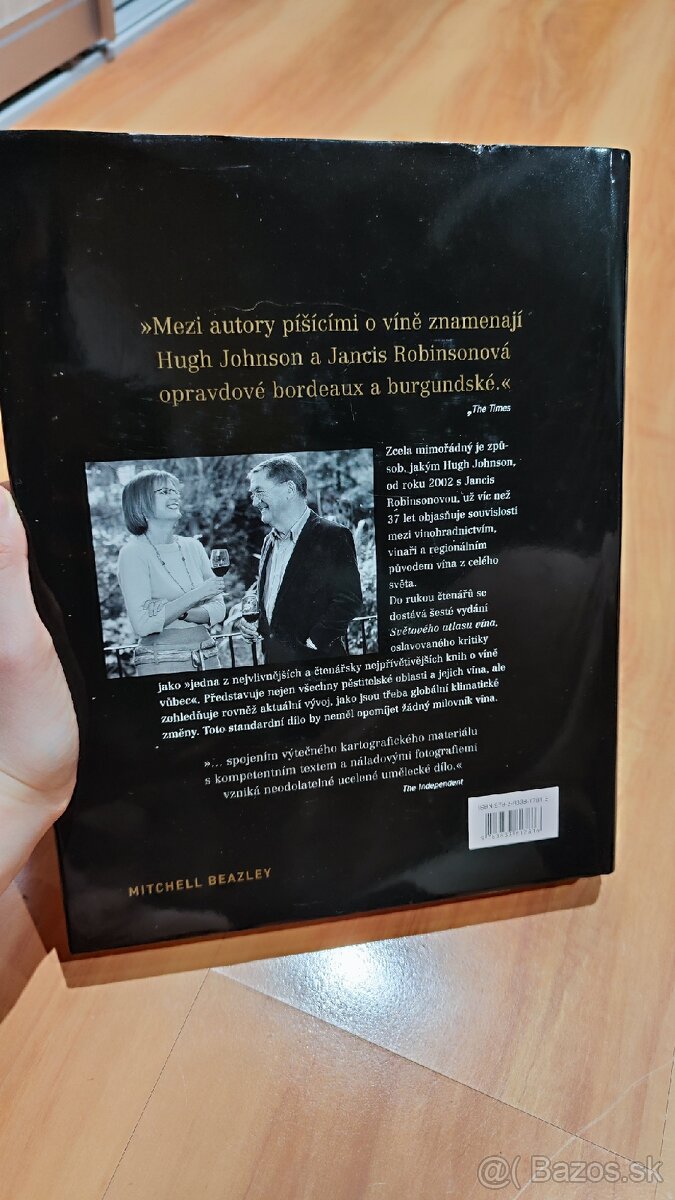 »Mezi autory píšícími o víně znamenají
Hugh Johnson a Jancis Robinsonová
opravdové bordeaux a burgundské.«
„The Times
Zcela mimořádný je způ-
sob, jakým Hugh Johnson,
od roku 2002 s Jancis
Robinsonovou, už víc než
37 let objasňuje souvislosti
mezi vinohradnictvím,
vinaři a regionálním
původem vína z celého
světa.
Do rukou čtenářů se
dostává šesté vydání
Světového atlasu vína,
oslavovaného kritiky
jako »jedna z nejvlivnějších a čtenářsky nejpřívětivějších knih o víně
vůbec«. Představuje nejen všechny pěstitelské oblasti a jejich vína, ale
zohledňuje rovněž aktuální vývoj, jako jsou třeba globální klimatické
změny. Toto standardní dílo by neměl opomíjet žádný milovník vína.
»... spojením výtečného kartografického materiálu
s kompetentním textem a náladovými fotografiemi
vzniká neodolatelné ucelené umělecké dílo.«
The Independent
MITCHELL BEAZLEY
@( Bazos.sk